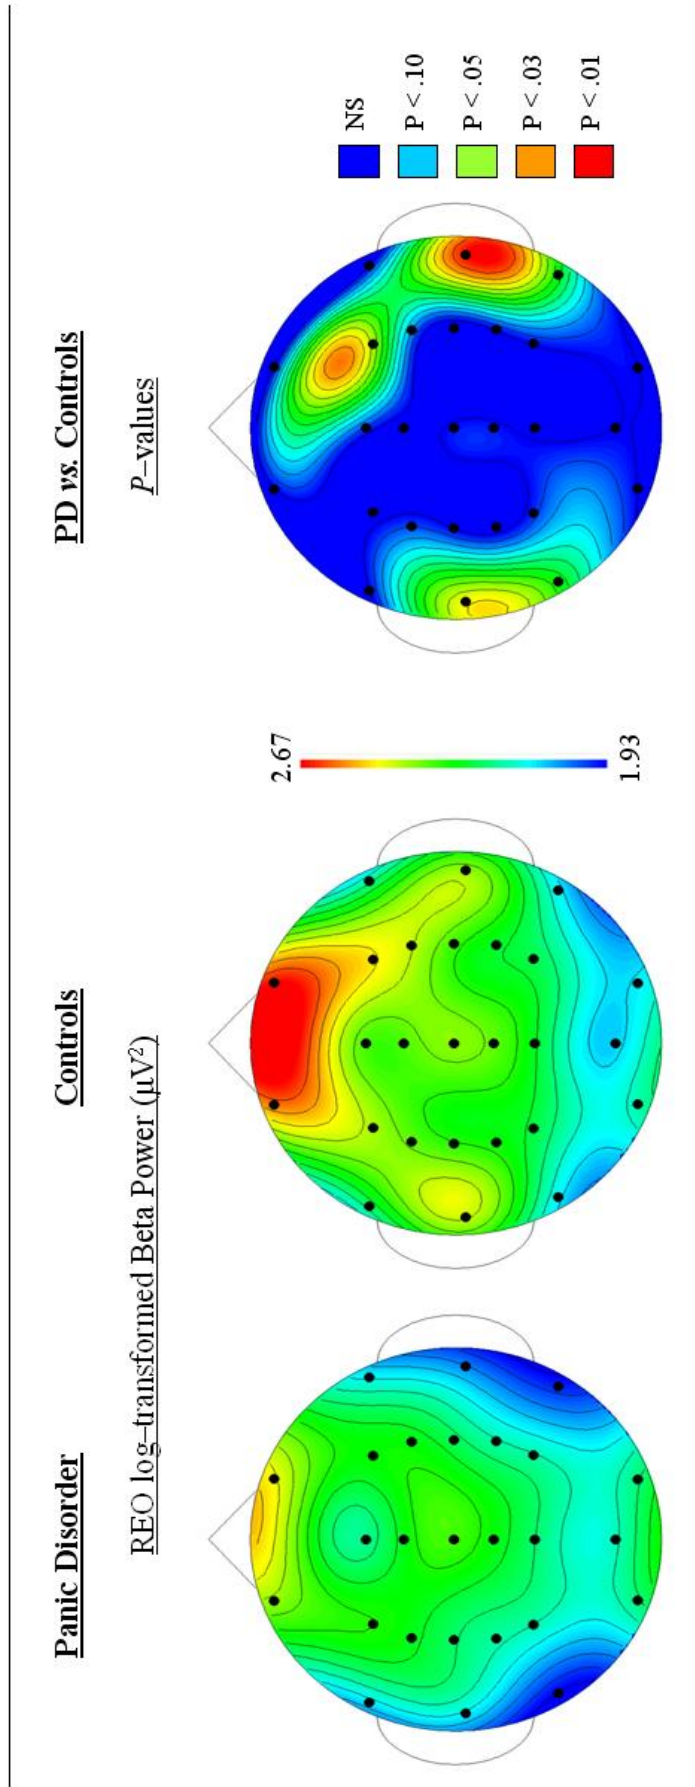 Panic Disorder
Controls
PD vs. Controls
REO log–transformed Beta Power (µV²)
P–values
2.67
1.93
NS
P < .10
P < .05
P < .03
P < .01